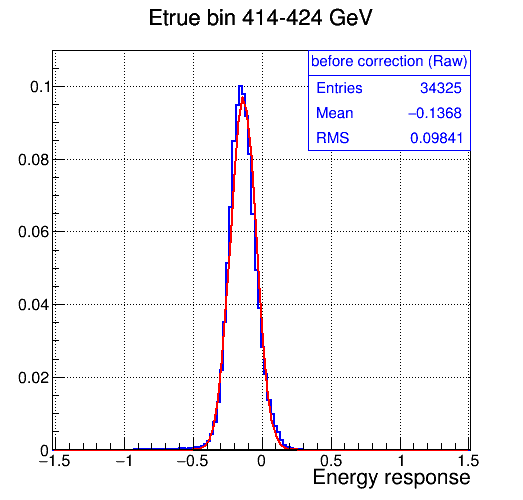 Etrue bin 414-424 GeV
before correction (Raw)
Entries 34325
Mean −0.1368
RMS 0.09841
0.1
0.08
0.06
0.04
0.02
0
−1.5 −1 −0.5 0 0.5 1 1.5
Energy response